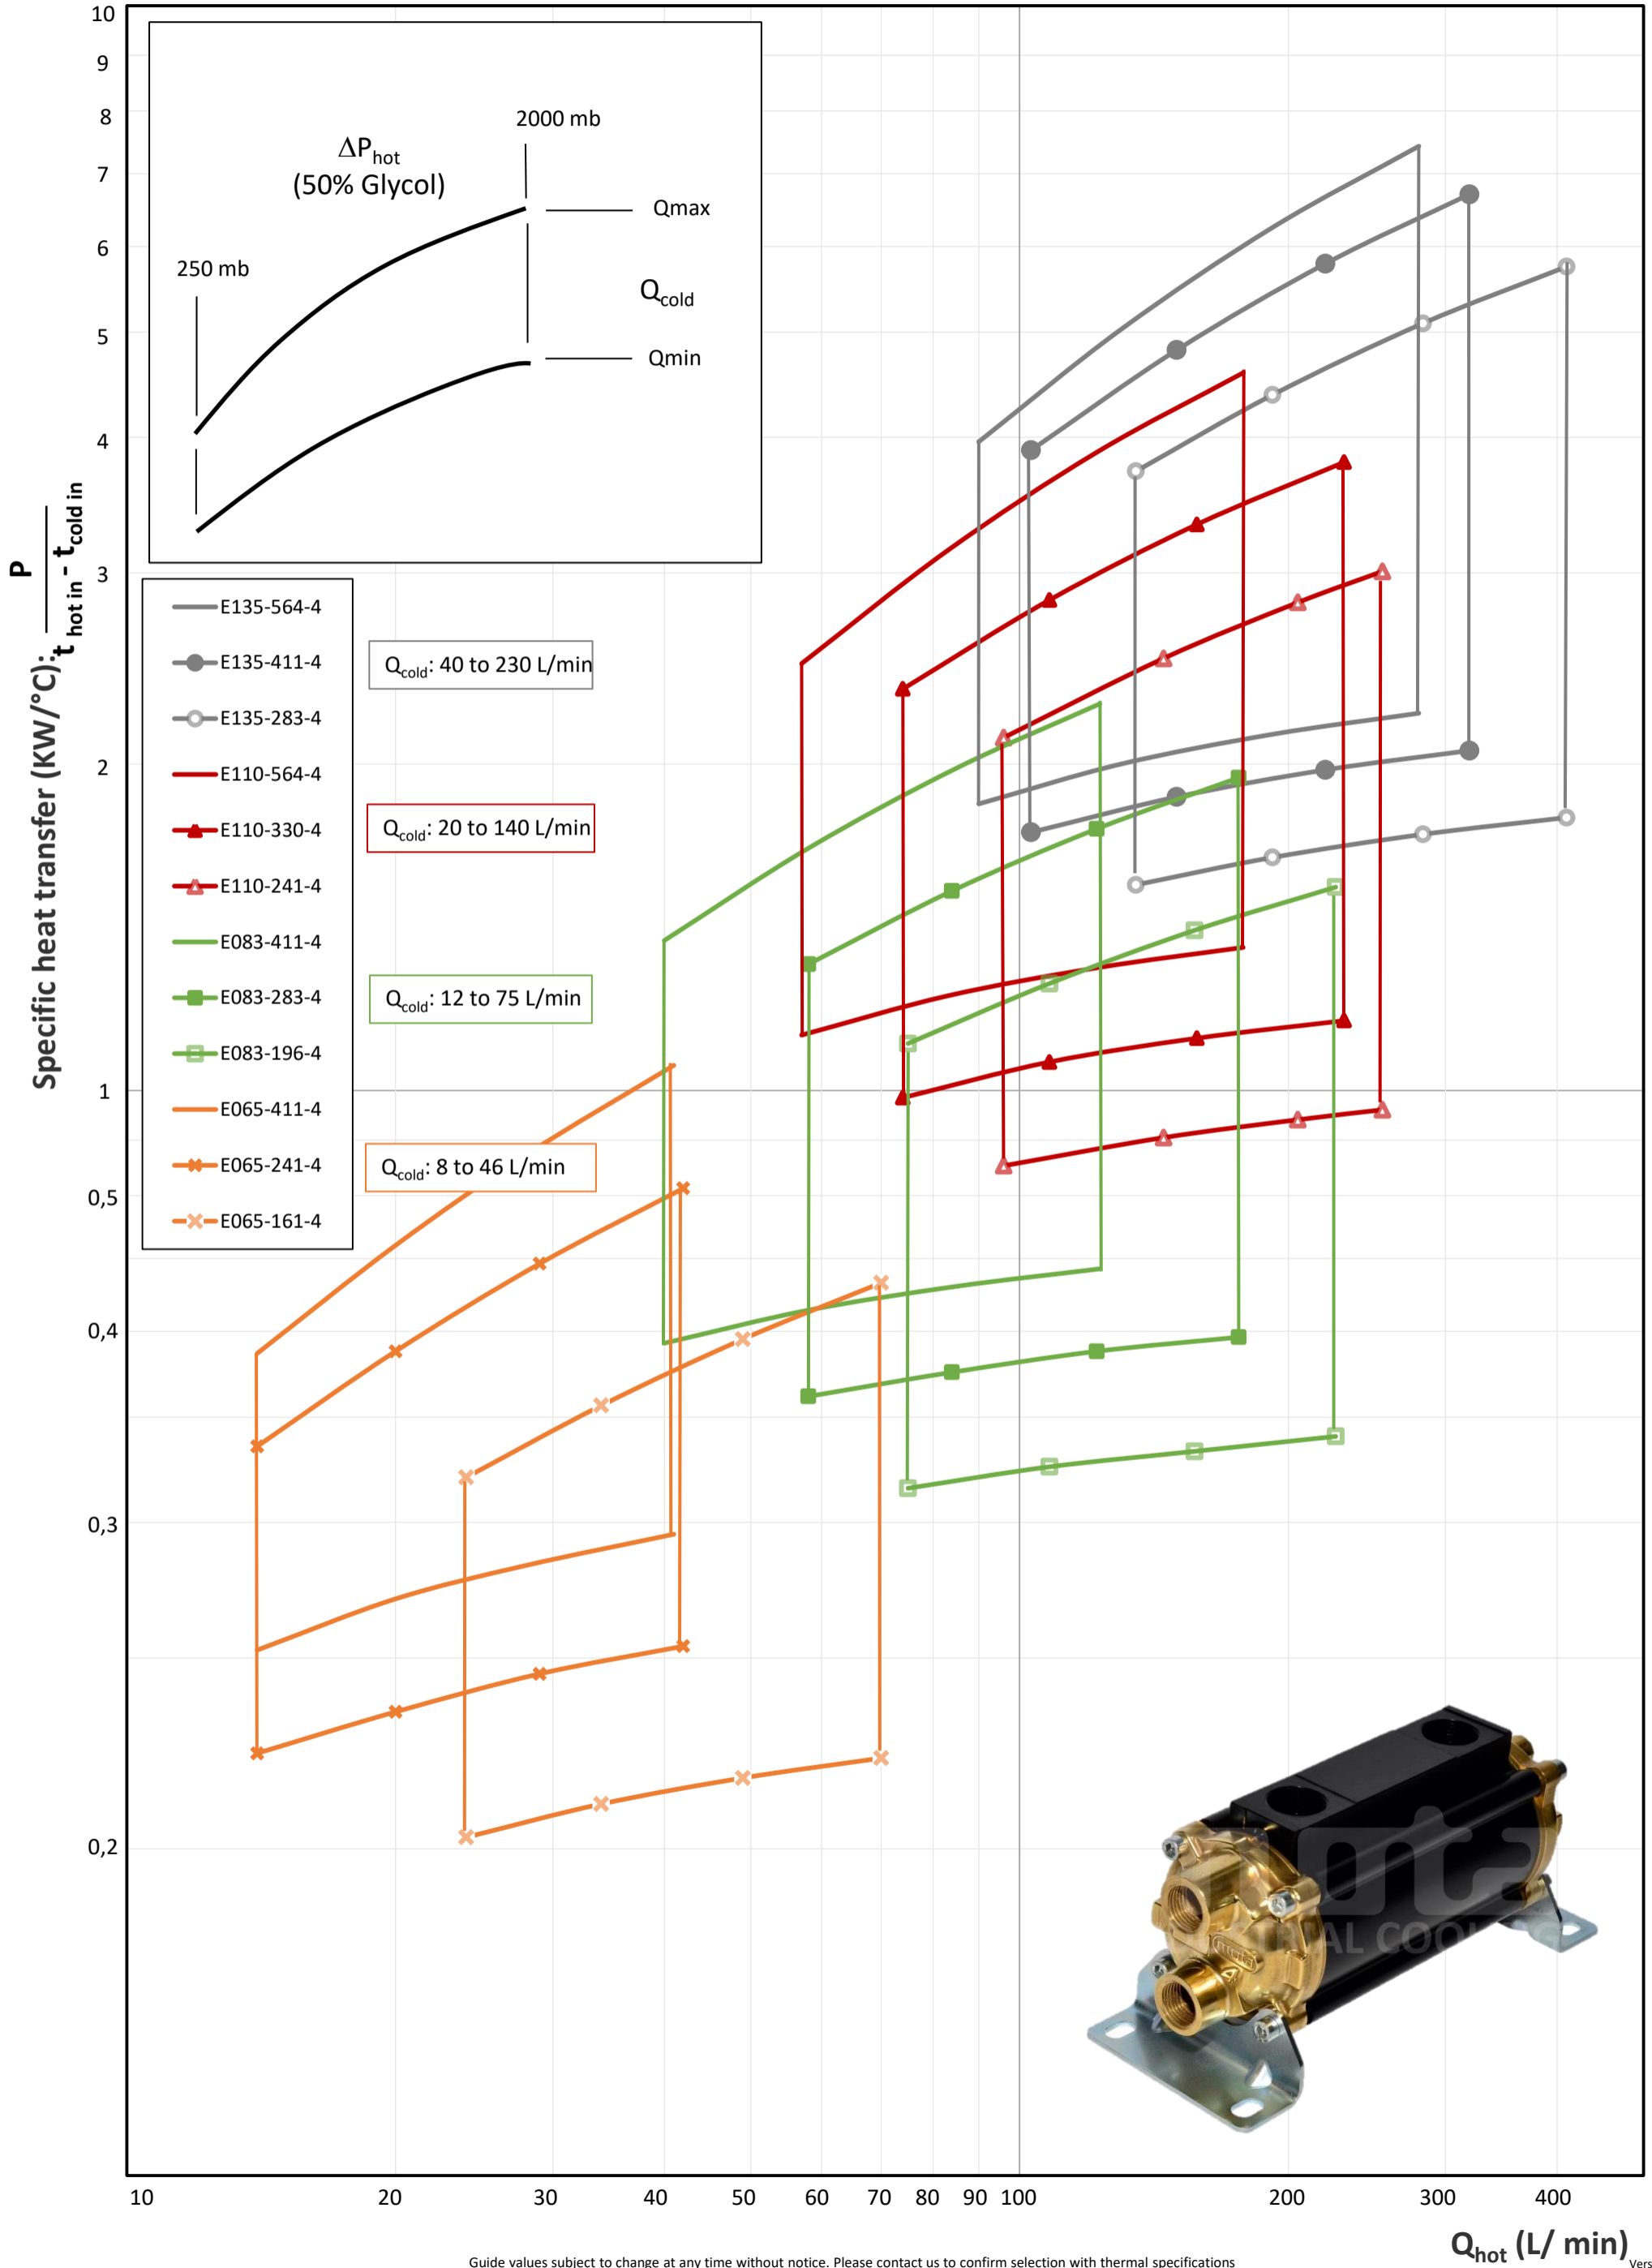 10
9
8
7
6
5
4
3
2
1
0,5
0,4
0,3
0,2
Specific heat transfer (KW/°C):
P
t hot in - t cold in
2000 mb
ΔPhot
(50% Glycol)
Qmax
250 mb
Qcold
Qmin
E135-564-4
E135-411-4
E135-283-4
E110-564-4
E110-330-4
E110-241-4
E083-411-4
E083-283-4
E083-196-4
E065-411-4
E065-241-4
E065-161-4
Qcold: 40 to 230 L/min
Qcold: 20 to 140 L/min
Qcold: 12 to 75 L/min
Qcold: 8 to 46 L/min
10 20 30 40 50 60 70 80 90 100 200 300 400
Qhot (L/ min)
Guide values subject to change at any time without notice. Please contact us to confirm selection with thermal specifications
Vers